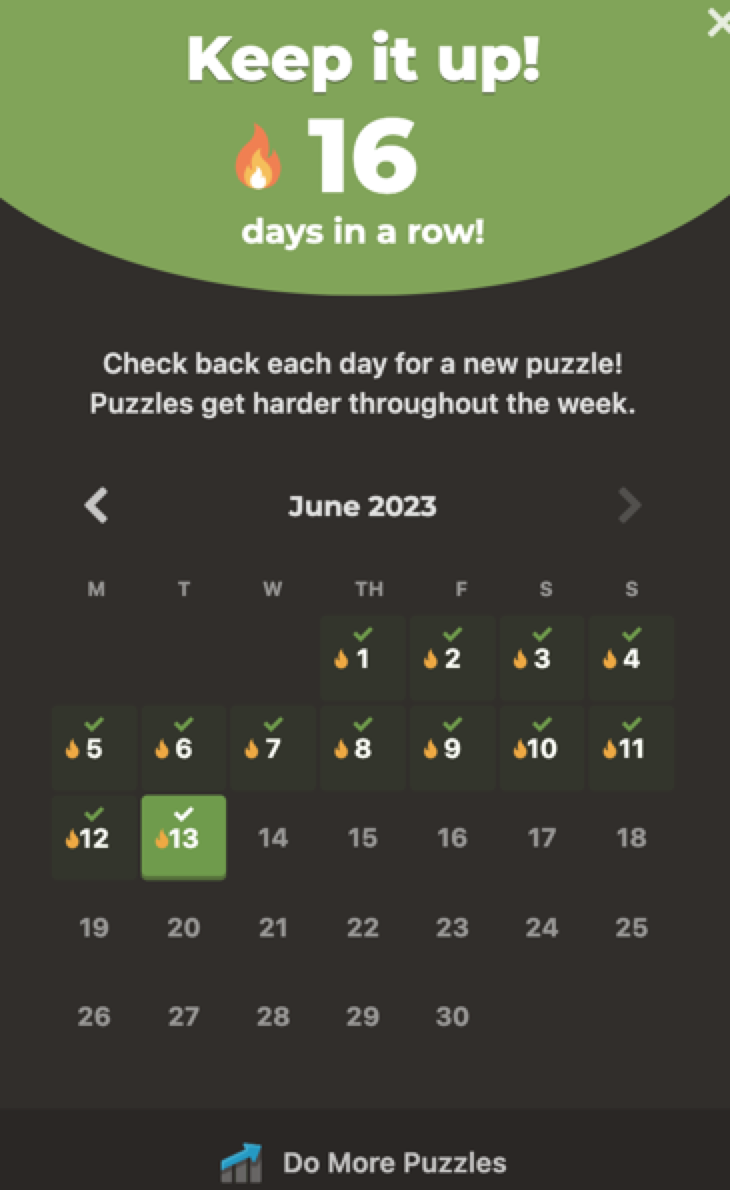 Keep it up!
16
days in a row!
Check back each day for a new puzzle!
Puzzles get harder throughout the week.
June 2023
M T W TH F S S
1 2 3 4
5 6 7 8 9 10 11
12 13 14 15 16 17 18
19 20 21 22 23 24 25
26 27 28 29 30
Do More Puzzles